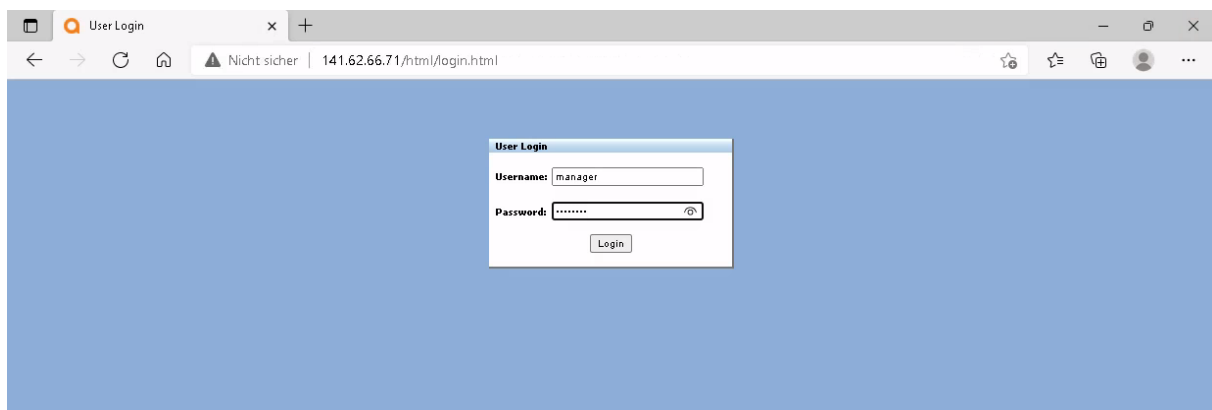 User Login
Nicht sicher | 141.62.66.71/html/login.html
User Login
Username: manager
Password: ••••••••
Login